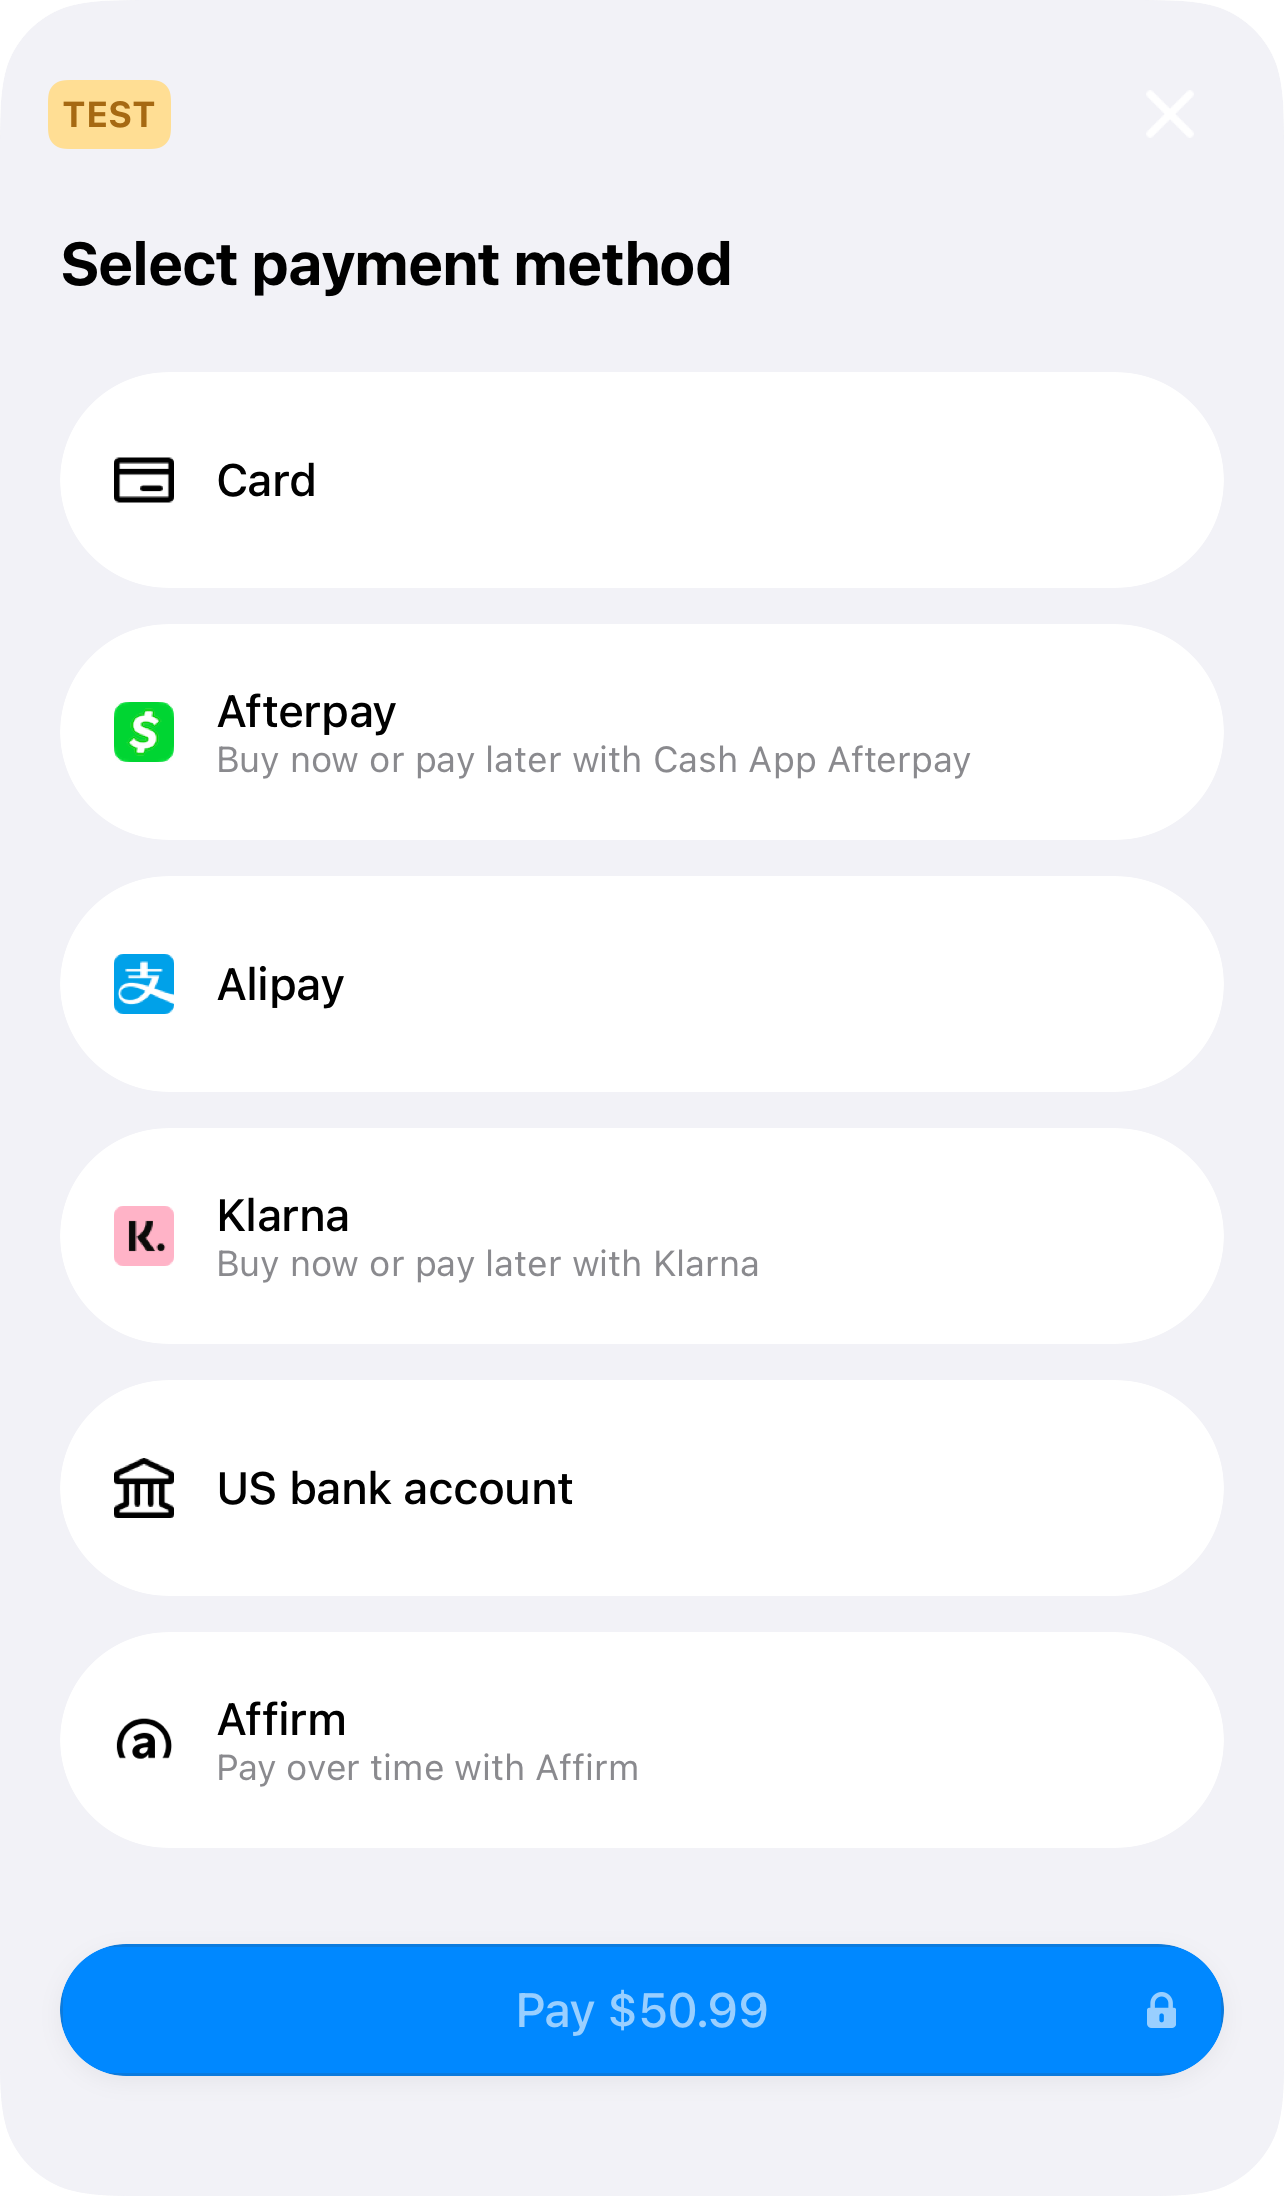 TEST
Select payment method
Card
Afterpay
Buy now or pay later with Cash App Afterpay
支
Alipay
Klarna
K.
Buy now or pay later with Klarna
US bank account
Affirm
a
Pay over time with Affirm
Pay $50.99